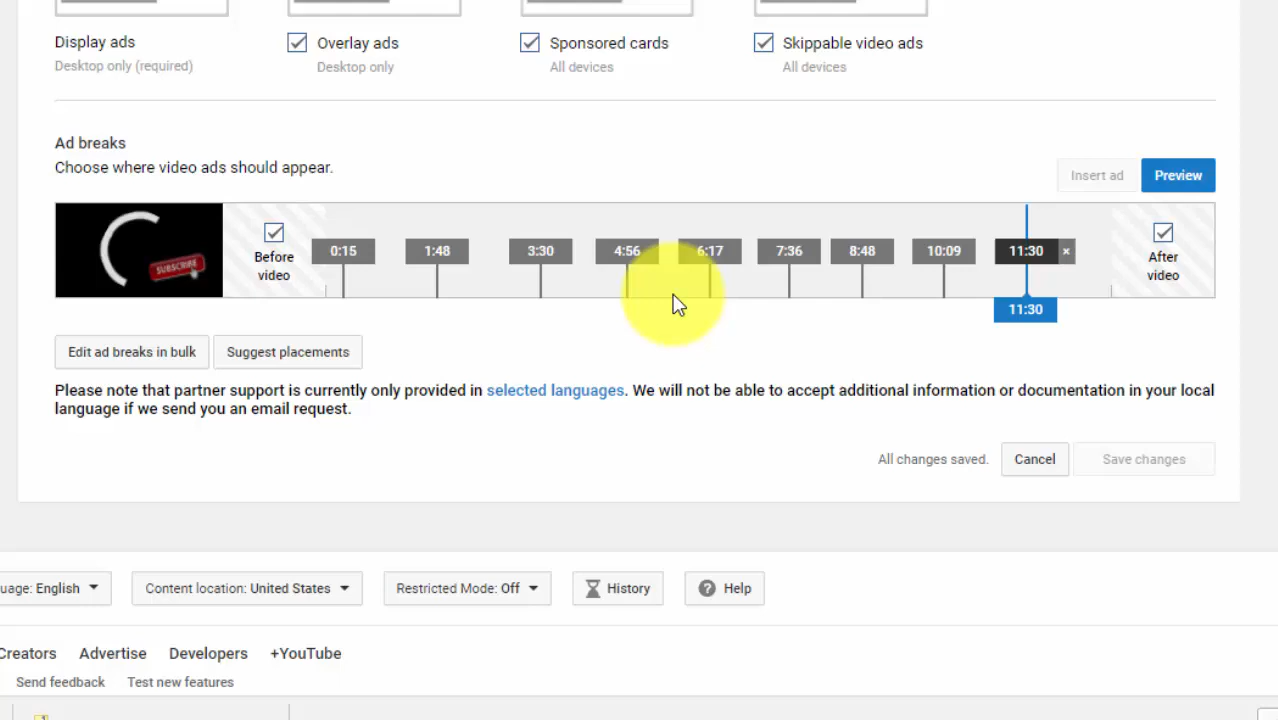 Display ads
Desktop only (required)
Overlay ads
Desktop only
Sponsored cards
All devices
Skippable video ads
All devices
Ad breaks
Choose where video ads should appear.
Insert ad
Preview
SUBSCRIBE
Before
video
0:15
1:48
3:30
4:56
6:17
7:36
8:48
10:09
11:30 ×
After
video
11:30
Edit ad breaks in bulk
Suggest placements
Please note that partner support is currently only provided in selected languages. We will not be able to accept additional information or documentation in your local
language if we send you an email request.
All changes saved.
Cancel
Save changes
uage: English
Content location: United States
Restricted Mode: Off
History
Help
Creators
Advertise
Developers
+YouTube
Send feedback
Test new features